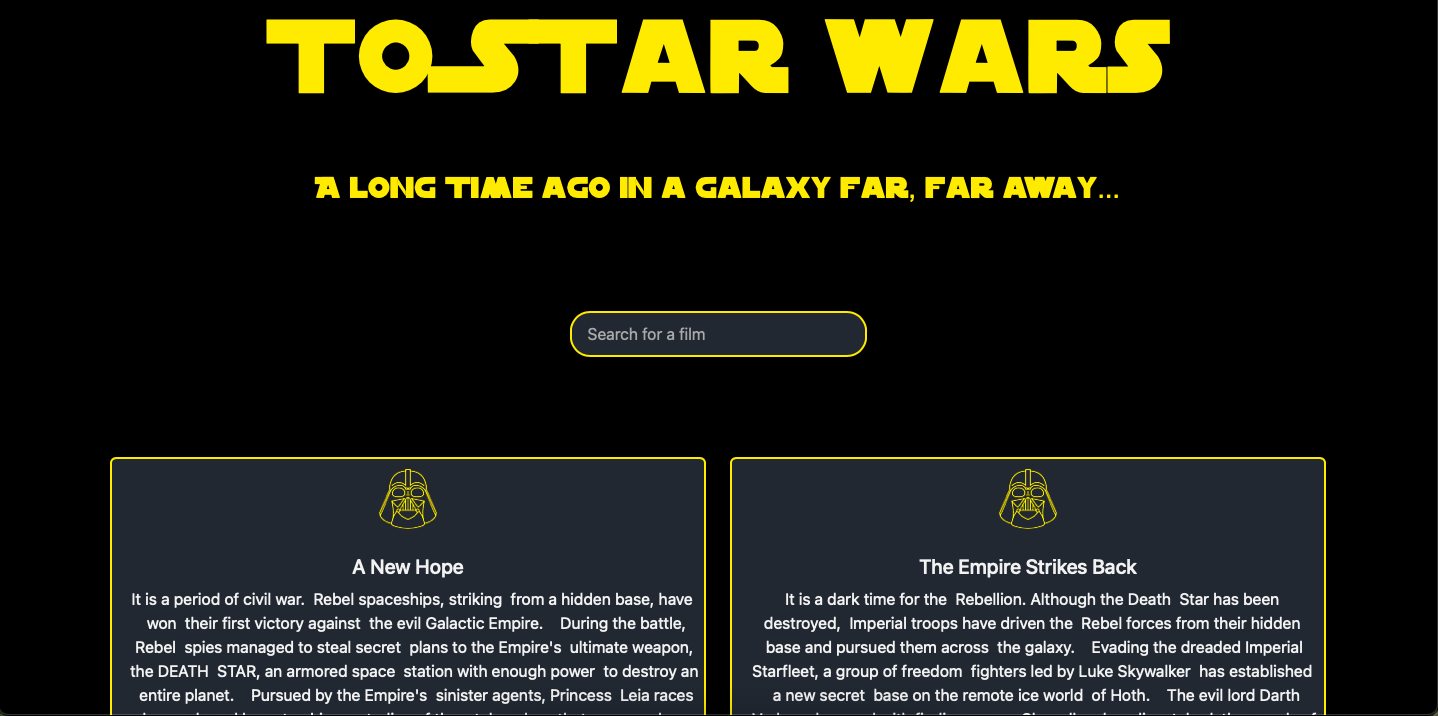 TO STAR WARS
A LONG TIME AGO IN A GALAXY FAR, FAR AWAY...
Search for a film
A New Hope
It is a period of civil war.  Rebel spaceships, striking  from a hidden base, have
won  their first victory against  the evil Galactic Empire.    During the battle,
Rebel  spies managed to steal secret  plans to the Empire's  ultimate weapon,
the DEATH  STAR, an armored space  station with enough power  to destroy an
entire planet.    Pursued by the Empire's  sinister agents, Princess  Leia races
The Empire Strikes Back
It is a dark time for the  Rebellion. Although the Death  Star has been
destroyed,  Imperial troops have driven the  Rebel forces from their hidden
base and pursued them across  the galaxy.    Evading the dreaded Imperial
Starfleet, a group of freedom  fighters led by Luke Skywalker  has established
a new secret  base on the remote ice world  of Hoth.    The evil lord Darth